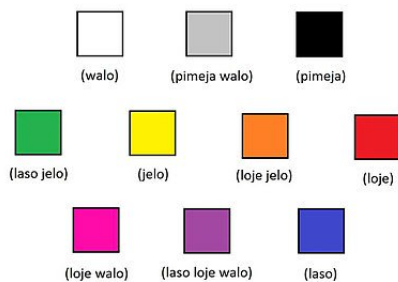 (walo) (pimeja walo) (pimeja)
(laso jelo) (jelo) (loje jelo) (loje)
(loje walo) (laso loje walo) (laso)